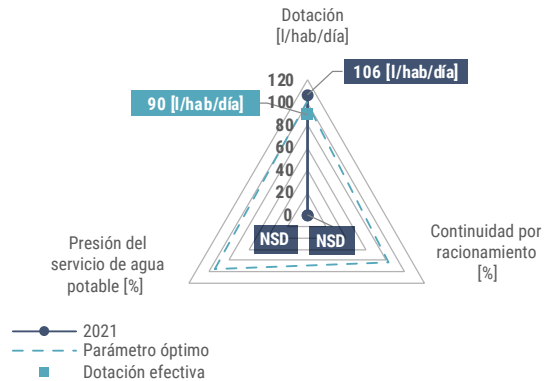 Dotación
[l/hab/día]
106 [l/hab/día]
90 [l/hab/día]
120
100
80
60
40
20
0
NSD
NSD
Presión del
servicio de agua
potable [%]
Continuidad por
racionamiento
[%]
2021
Parámetro óptimo
Dotación efectiva